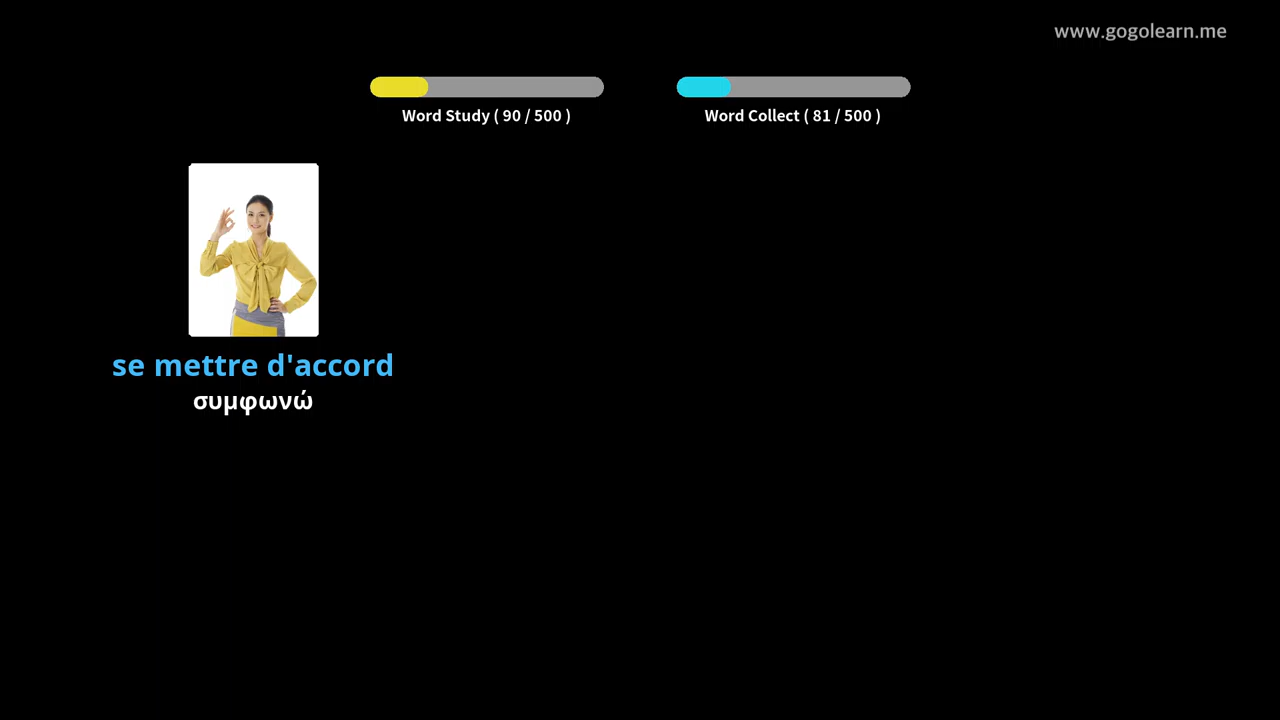 www.gogolearn.me
Word Study ( 90 / 500 )
Word Collect ( 81 / 500 )
se mettre d'accord
συμφωνώ